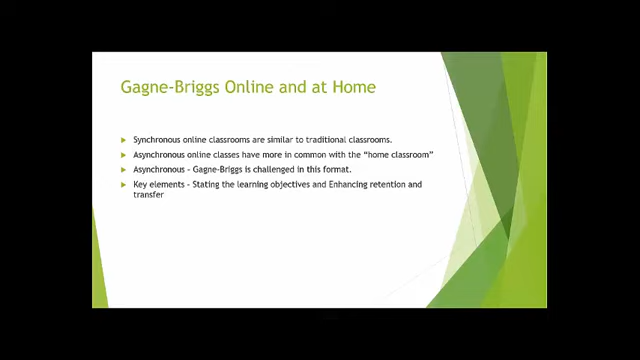 Gagne-Briggs Online and at Home
Synchronous online classrooms are similar to traditional classrooms.
Asynchronous online classes have more in common with the “home classroom”
Asynchronous – Gagne-Briggs is challenged in this format.
Key elements – Stating the learning objectives and Enhancing retention and
transfer